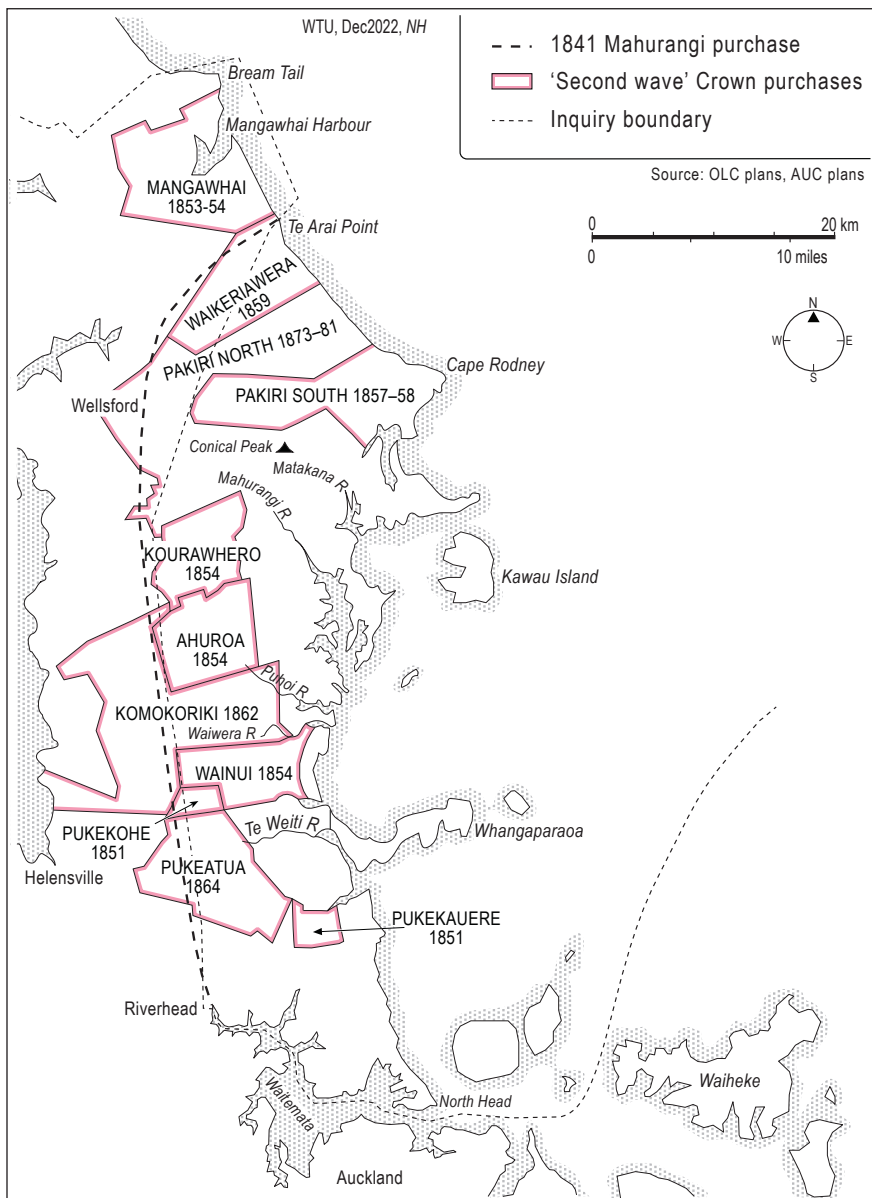 WTU, Dec2022, NH
1841 Mahurangi purchase
‘Second wave’ Crown purchases
Inquiry boundary
Source: OLC plans, AUC plans
0
20 km
0
10 miles
N
W
E
S
Bream Tail
Mangawhai Harbour
MANGAWHAI
1853-54
Te Arai Point
WAIKERIAWERA
1859
PAKIRI NORTH 1873–81
Cape Rodney
PAKIRI SOUTH 1857–58
Wellsford
Conical Peak
Matakana R
Mahurangi R
KOURAWHERO
1854
Kawau Island
AHUROA
1854
Puhoi R
KOMOKORIKI 1862
Waiwera R
WAINUI 1854
Te Weiti R
Whangaparaoa
PUKEKOHE
1851
PUKEATUA
1864
Helensville
PUKEKAUERE
1851
Riverhead
Waitemata
North Head
Waiheke
Auckland